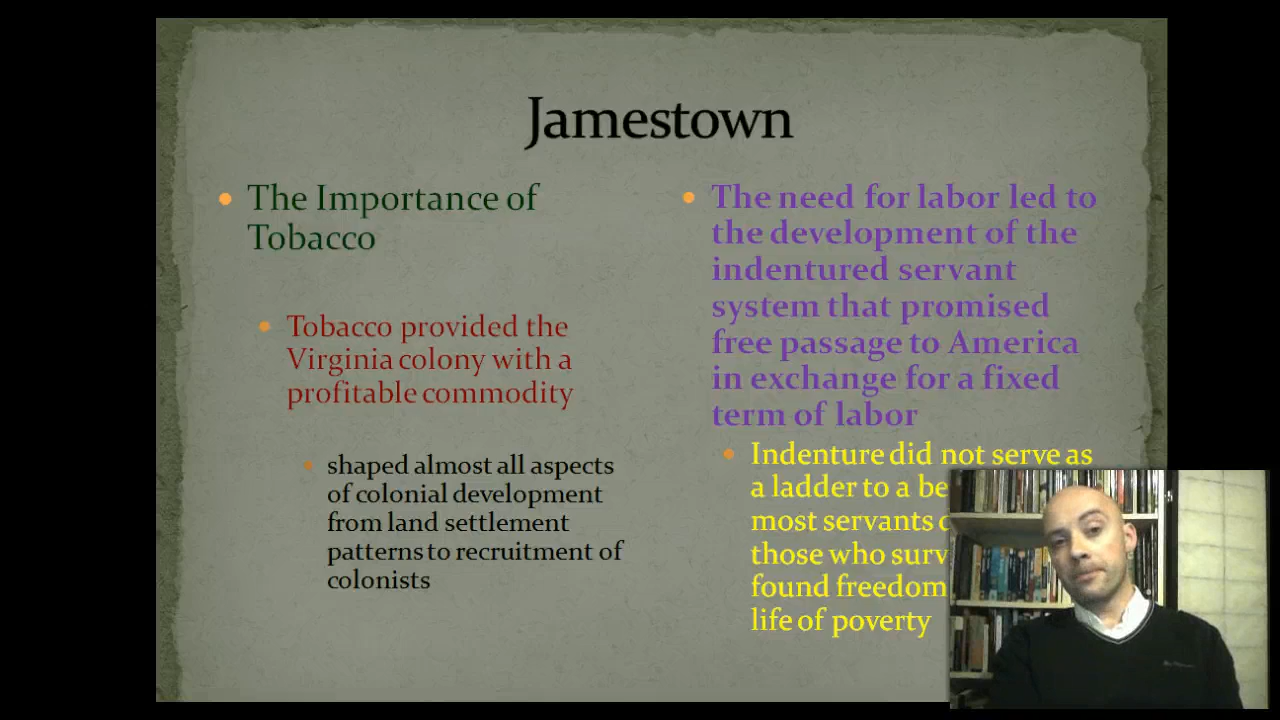 Jamestown
The Importance of
Tobacco
Tobacco provided the
Virginia colony with a
profitable commodity
shaped almost all aspects
of colonial development
from land settlement
patterns to recruitment of
colonists
The need for labor led to
the development of the
indentured servant
system that promised
free passage to America
in exchange for a fixed
term of labor
Indenture did not serve as
a ladder to a
most servants
those who
found freedom
life of poverty